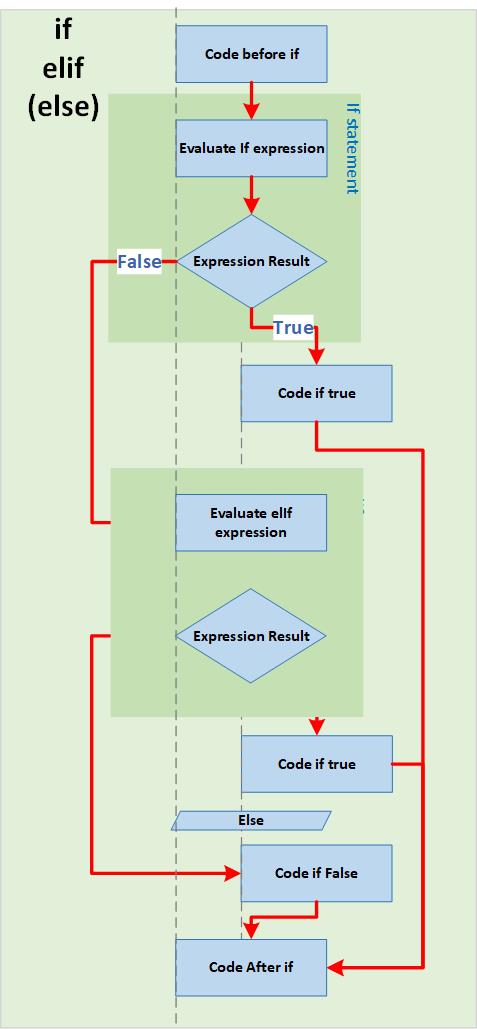 if
elif
(else)
Code before if
If statement
Evaluate If expression
Expression Result
False
True
Code if true
Evaluate elIf
expression
Expression Result
Code if true
Else
Code if False
Code After if